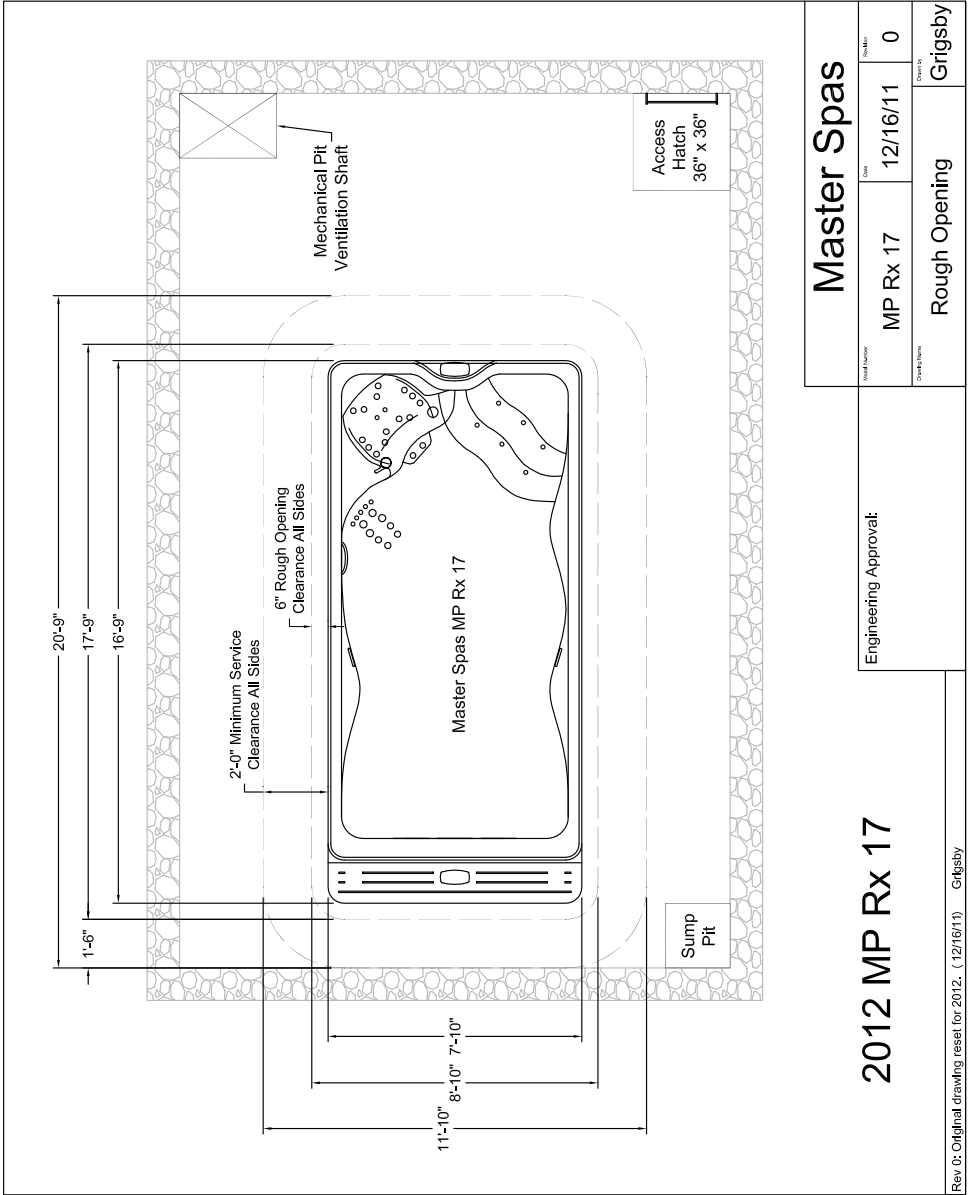 20'-9"
17'-9"
16'-9"
1'-6"
2'-0" Minimum Service
Clearance All Sides
6" Rough Opening
Clearance All Sides
Mechanical Pit
Ventilation Shaft
Master Spas MP Rx 17
11'-10"
8'-10"
7'-10"
Sump
Pit
Access
Hatch
36" x 36"
2012 MP Rx 17
Engineering Approval:
Master Spas
Model Number
MP Rx 17
Date
12/16/11
Revision
0
Drawing Name
Rough Opening
Drawn by
Grigsby
Rev 0: Original drawing reset for 2012. ( 12/16/11) Grigsby